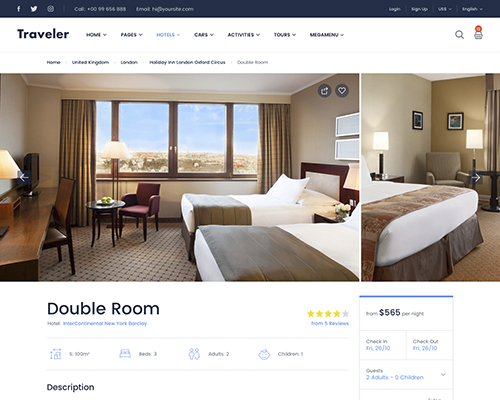 Call: +00 99 656 888 Email: hi@yoursite.com Login Sign Up US$ English
Traveler HOME PAGES HOTELS CARS ACTIVITIES TOURS MEGAMENU
Home United Kingdom London Holiday Inn London Oxford Circus Double Room
Double Room
Hotel: InterContinental New York Barclay
from 5 Reviews
from $565 per night
S: 100m² Beds: 3 Adults: 2 Children: 1
Check In Check Out
Fri, 26/10 Fri, 26/10
Guests
2 Adults - 0 Children
Description